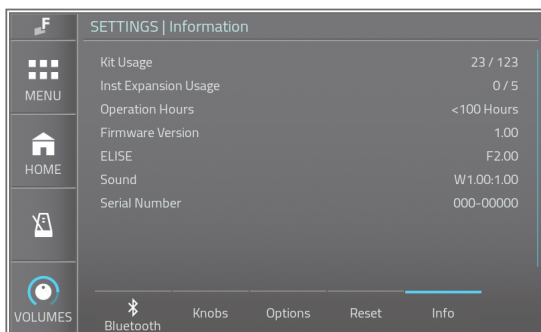 F
SETTINGS | Information
MENU
HOME
VOLUMES
Kit Usage 23 / 123
Inst Expansion Usage 0 / 5
Operation Hours <100 Hours
Firmware Version 1.00
ELISE F2.00
Sound W1.00:1.00
Serial Number 000-00000
Bluetooth Knobs Options Reset Info